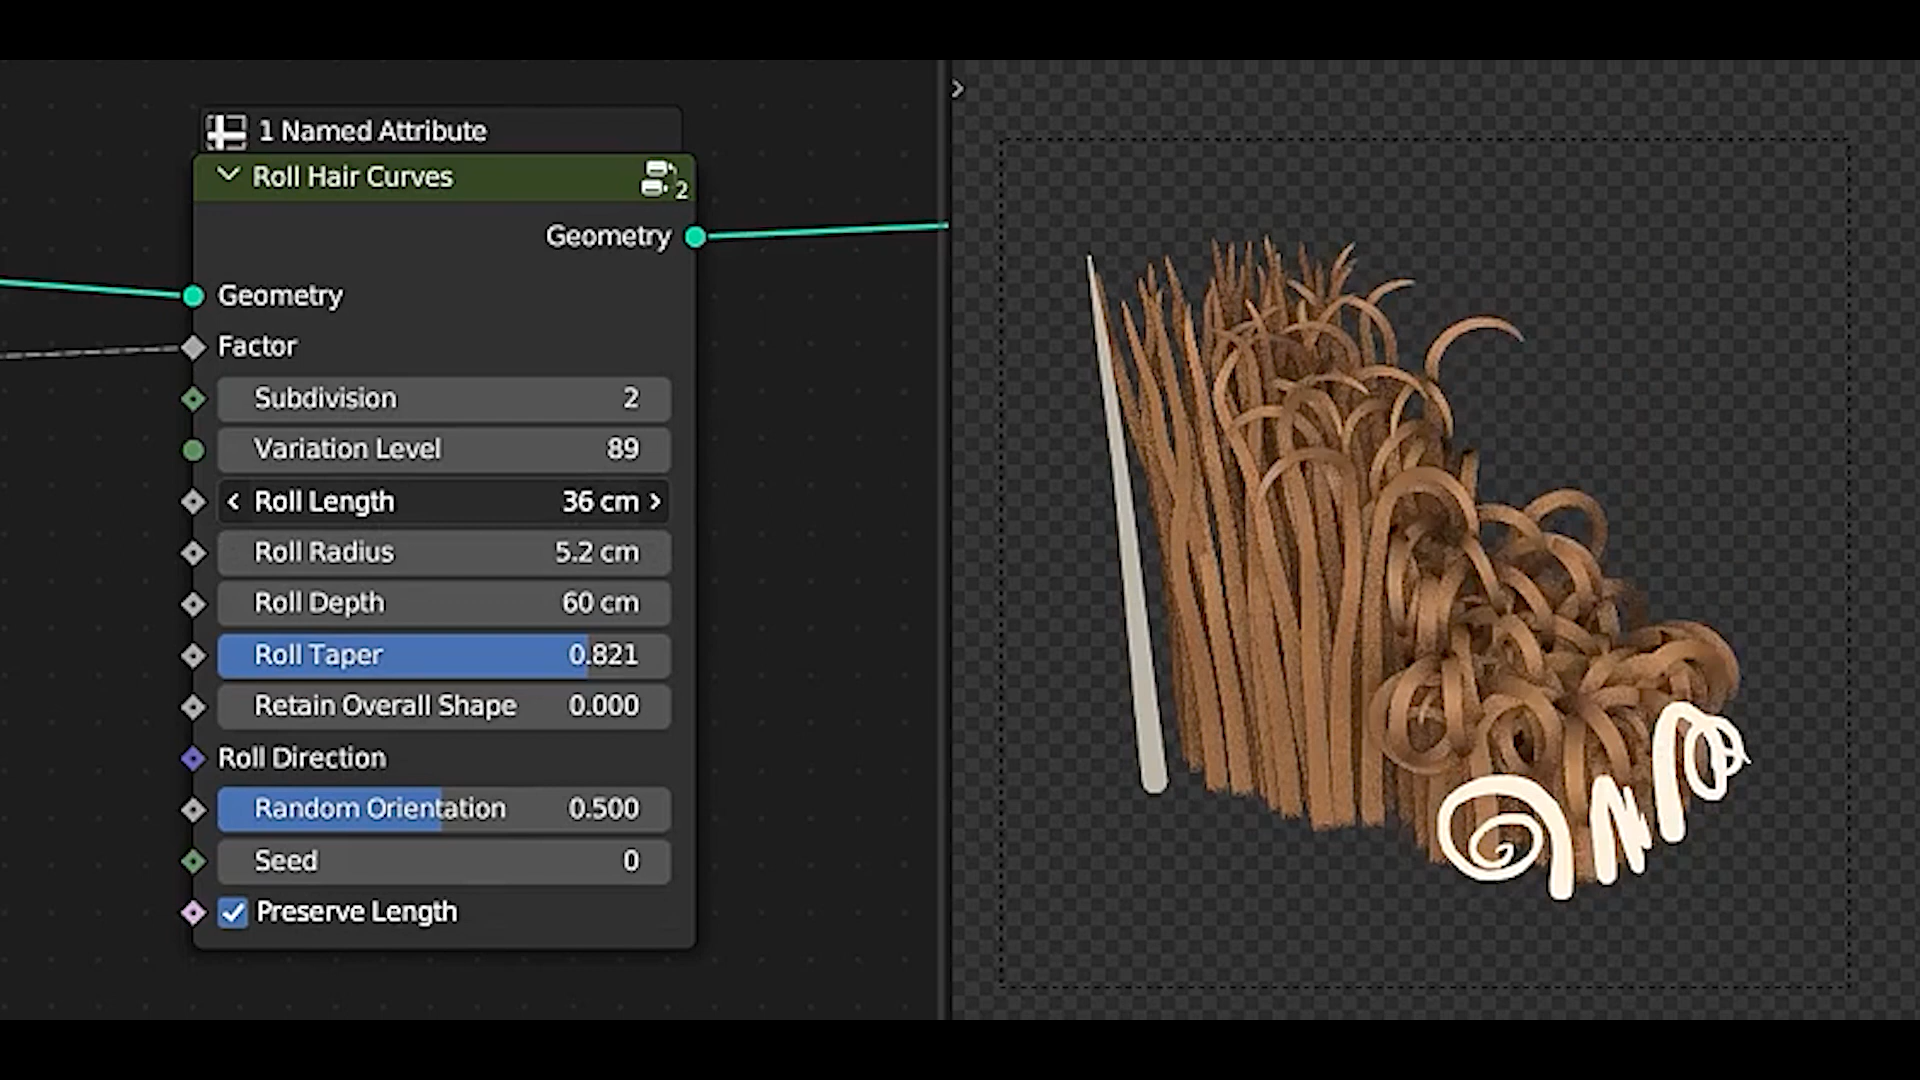 1 Named Attribute
Roll Hair Curves 2
Geometry
Geometry
Factor
Subdivision 2
Variation Level 89
Roll Length 36 cm
Roll Radius 5.2 cm
Roll Depth 60 cm
Roll Taper 0.821
Retain Overall Shape 0.000
Roll Direction
Random Orientation 0.500
Seed 0
Preserve Length